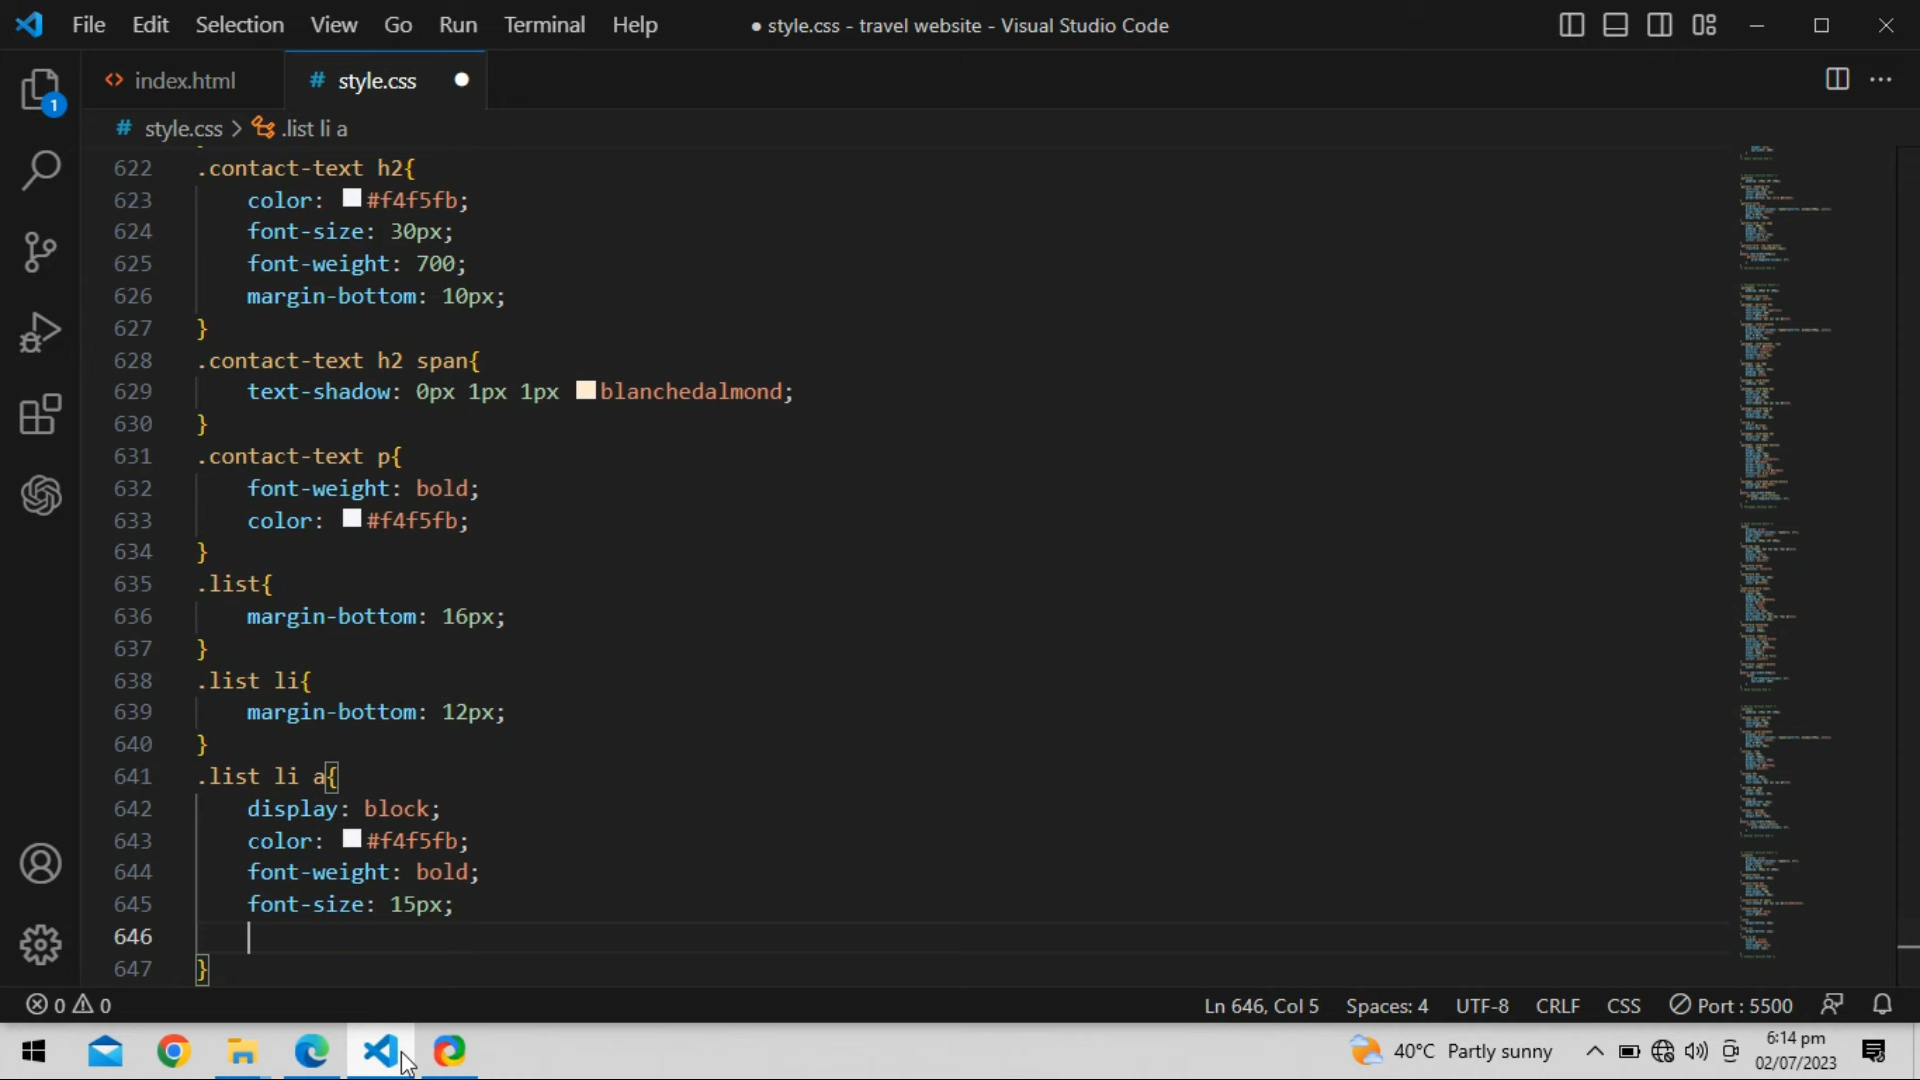 File Edit Selection View Go Run Terminal Help ● style.css - travel website - Visual Studio Code
<> index.html # style.css ●
# style.css > .list li a
1
622 .contact-text h2{
623 color: #f4f5fb;
624 font-size: 30px;
625 font-weight: 700;
626 margin-bottom: 10px;
627 }
628 .contact-text h2 span{
629 text-shadow: 0px 1px 1px blanchedalmond;
630 }
631 .contact-text p{
632 font-weight: bold;
633 color: #f4f5fb;
634 }
635 .list{
636 margin-bottom: 16px;
637 }
638 .list li{
639 margin-bottom: 12px;
640 }
641 .list li a{
642 display: block;
643 color: #f4f5fb;
644 font-weight: bold;
645 font-size: 15px;
646
647 }
0 0 Ln 646, Col 5 Spaces: 4 UTF-8 CRLF CSS Port : 5500
40°C Partly sunny 6:14 pm
02/07/2023